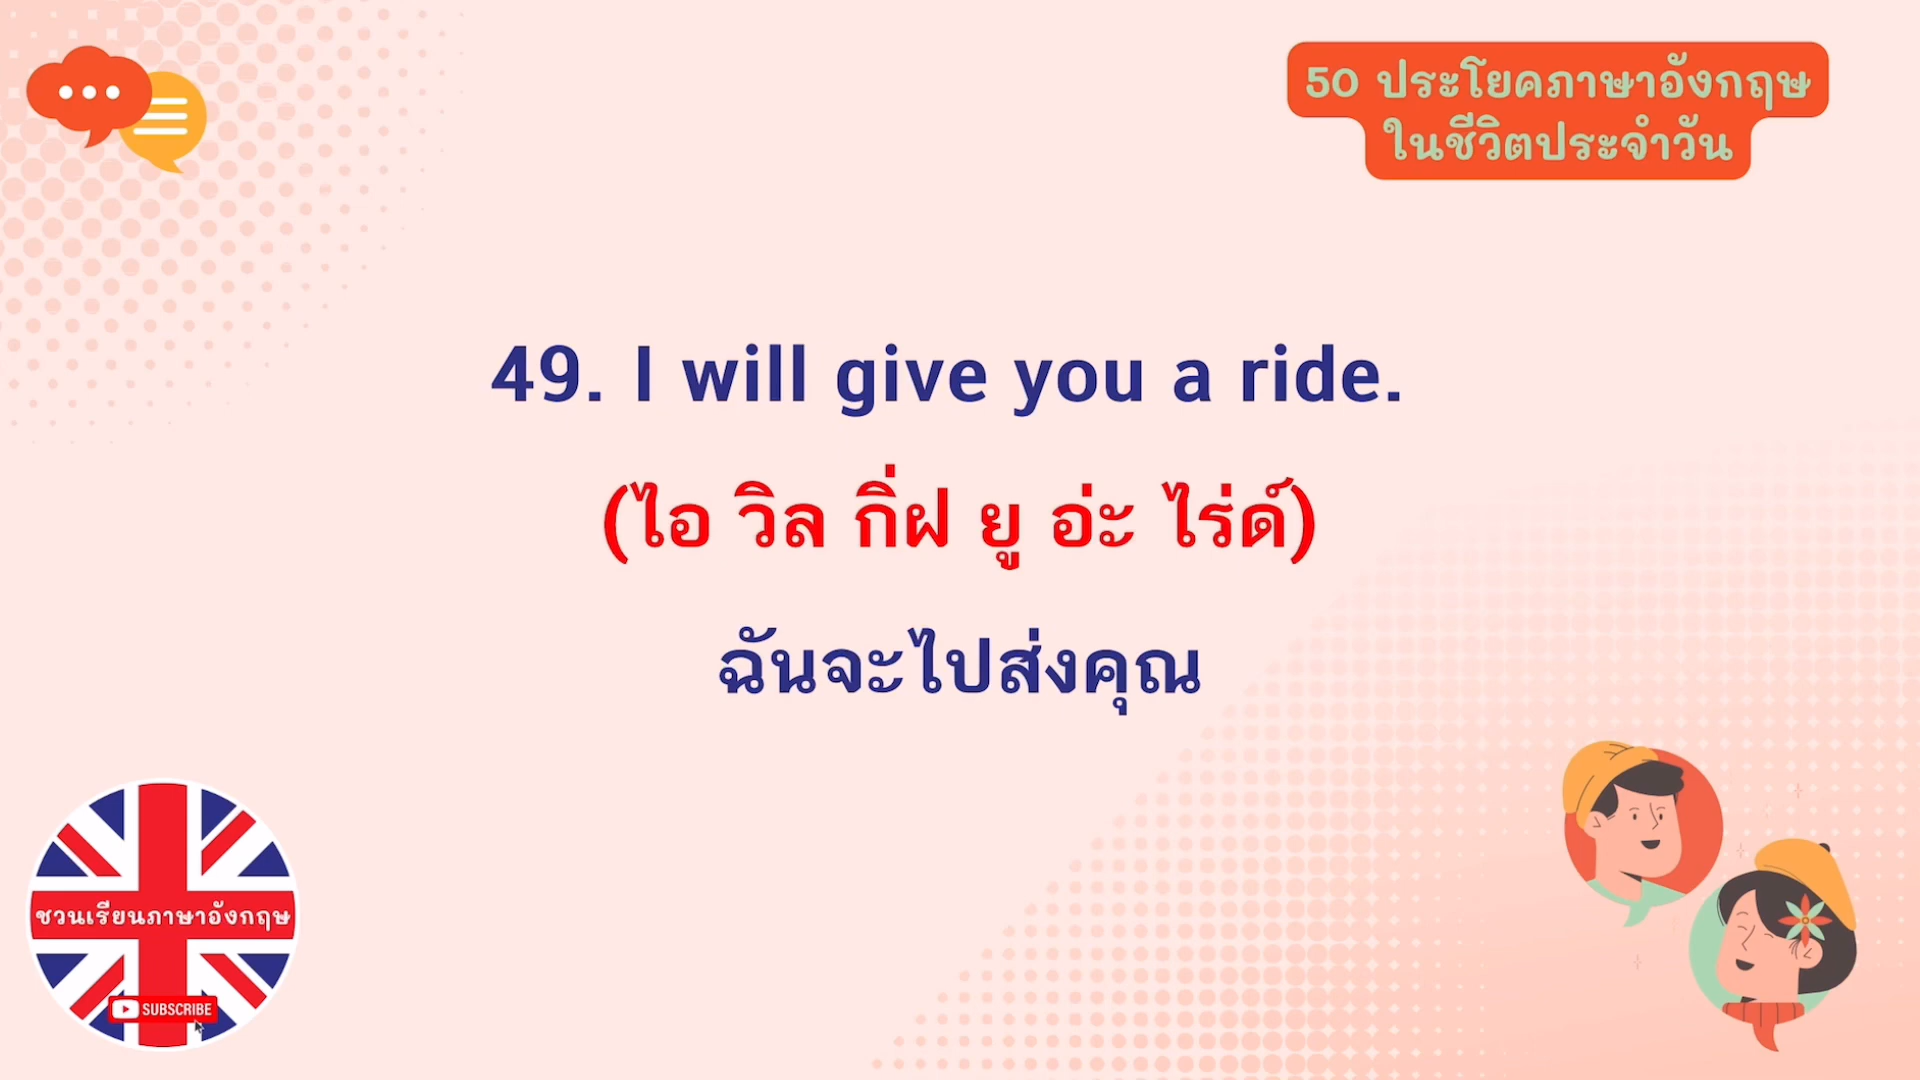 50 ประโยคภาษาอังกฤษ
ในชีวิตประจำวัน
49. I will give you a ride.
(ไอ วิล กิ่ฝ ยู อ่ะ ไร่ด์)
ฉันจะไปส่งคุณ
ชวนเรียนภาษาอังกฤษ
SUBSCRIBE